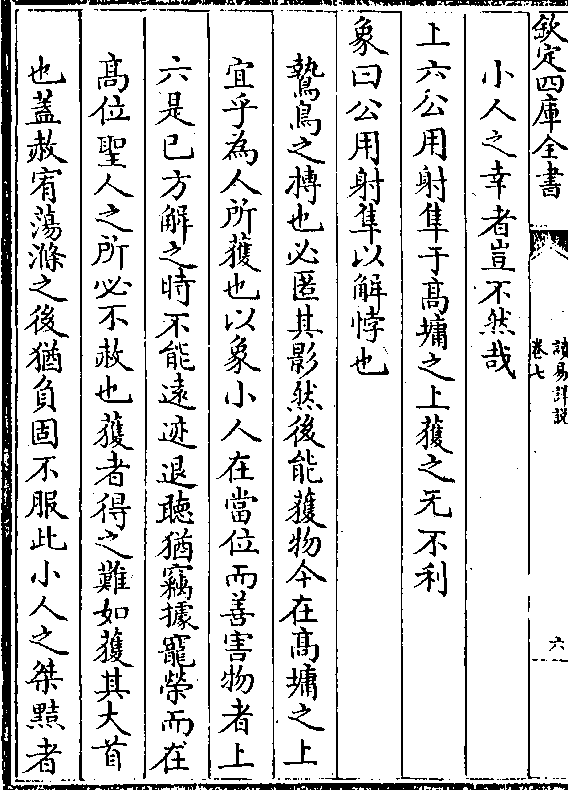 欽定四庫全書
讀易詳說
卷七
六
小人之幸者豈不然哉
上六公用射隼于髙墉之上獲之无不利
象曰公用射隼以解悖也
鷙鳥之摶也必匿其影然後能獲物今在髙墉之上
宜乎為人所獲也以象小人在當位而善害物者上
六是已方解之時不能逺迹退聽猶竊據寵榮而在
髙位聖人之所必不赦也獲者得之難如獲其大首
也葢赦宥蕩滌之後猶負固不服此小人之桀黠者